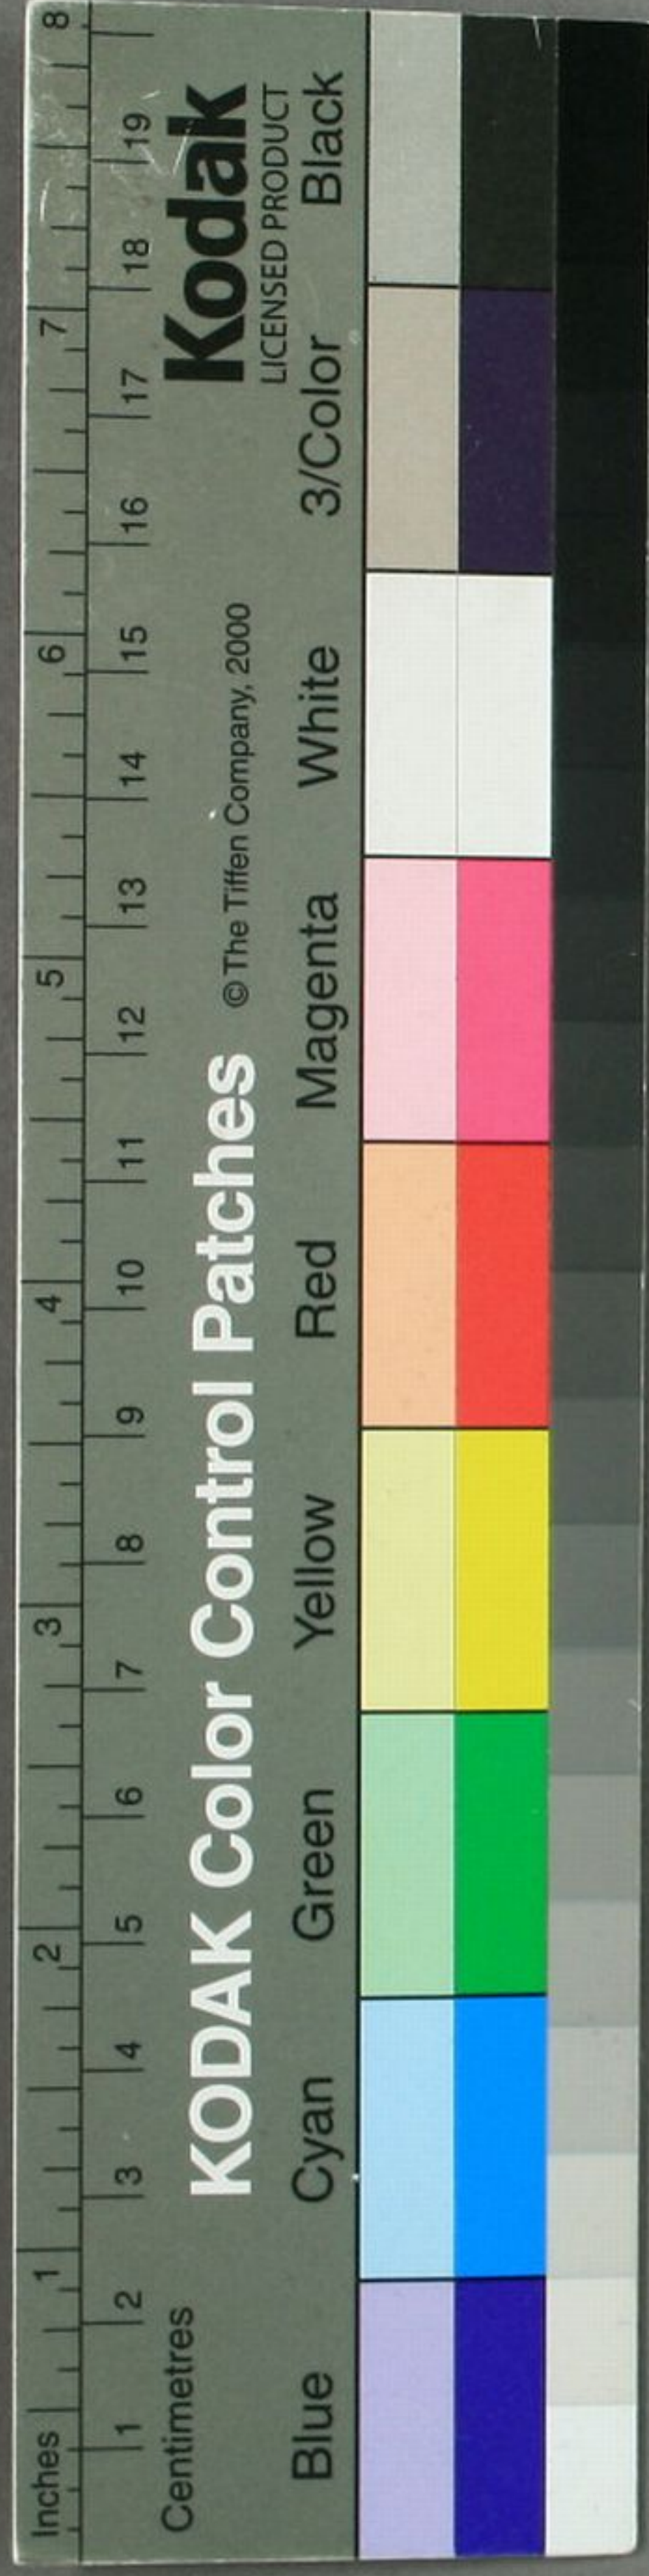 Inches 1 2 3 4 5 6 7 8
1 2 3 4 5 6 7 8 9 10 11 12 13 14 15 16 17 18 19
Centimetres
KODAK Color Control Patches © The Tiffen Company, 2000 Kodak
LICENSED PRODUCT
Blue Cyan Green Yellow Red Magenta White 3/Color Black